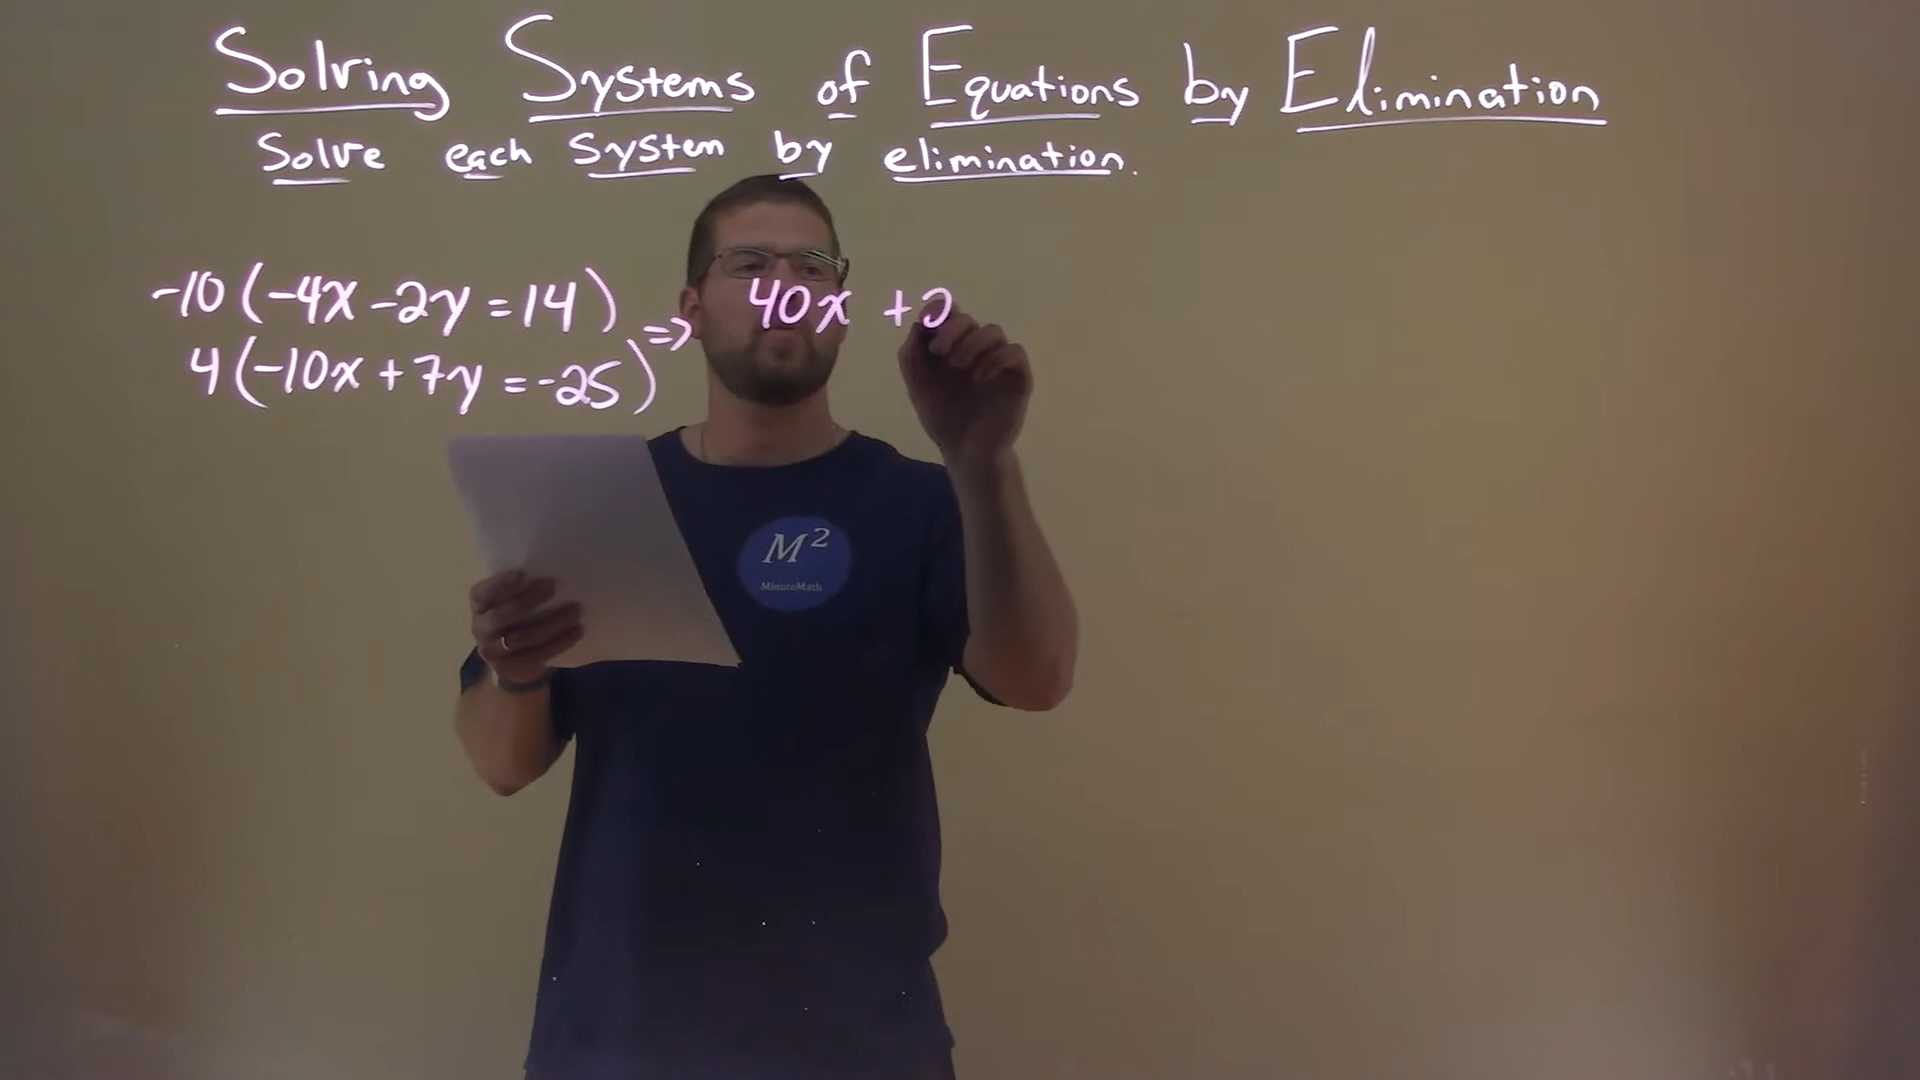 Solving Systems of Equations by Elimination
Solve each system by elimination.
-10(-4x -2y = 14) => 40x + 2
4(-10x + 7y = -25)
M²
MinuteMath